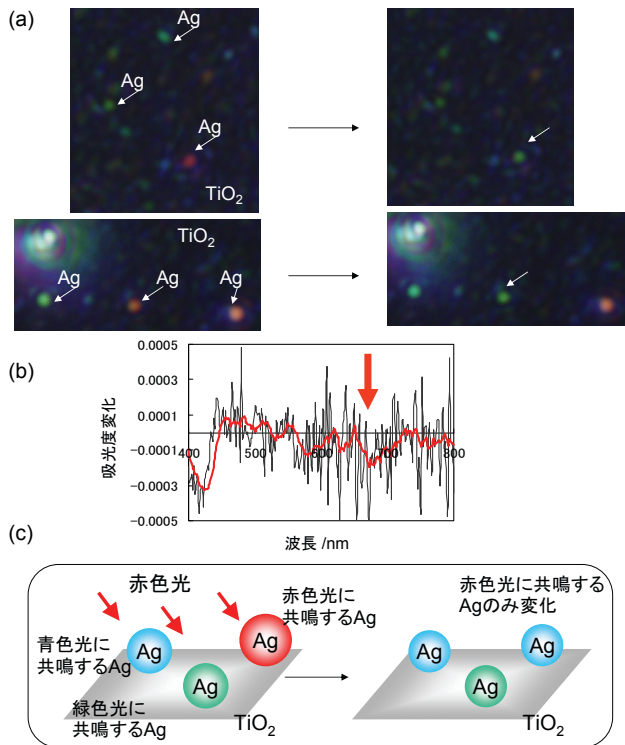 (a)
Ag
Ag
Ag
TiO2
TiO2
Ag
Ag
Ag
(b)
0.0005
0.0003
0.0001
-0.0001
-0.0003
-0.0005
吸光度変化
400
500
600
700
800
波長 /nm
(c)
赤色光
赤色光に
共鳴するAg
青色光に
共鳴するAg
緑色光に
共鳴するAg
Ag
Ag
Ag
TiO2
赤色光に共鳴する
Agのみ変化
Ag
Ag
Ag
TiO2